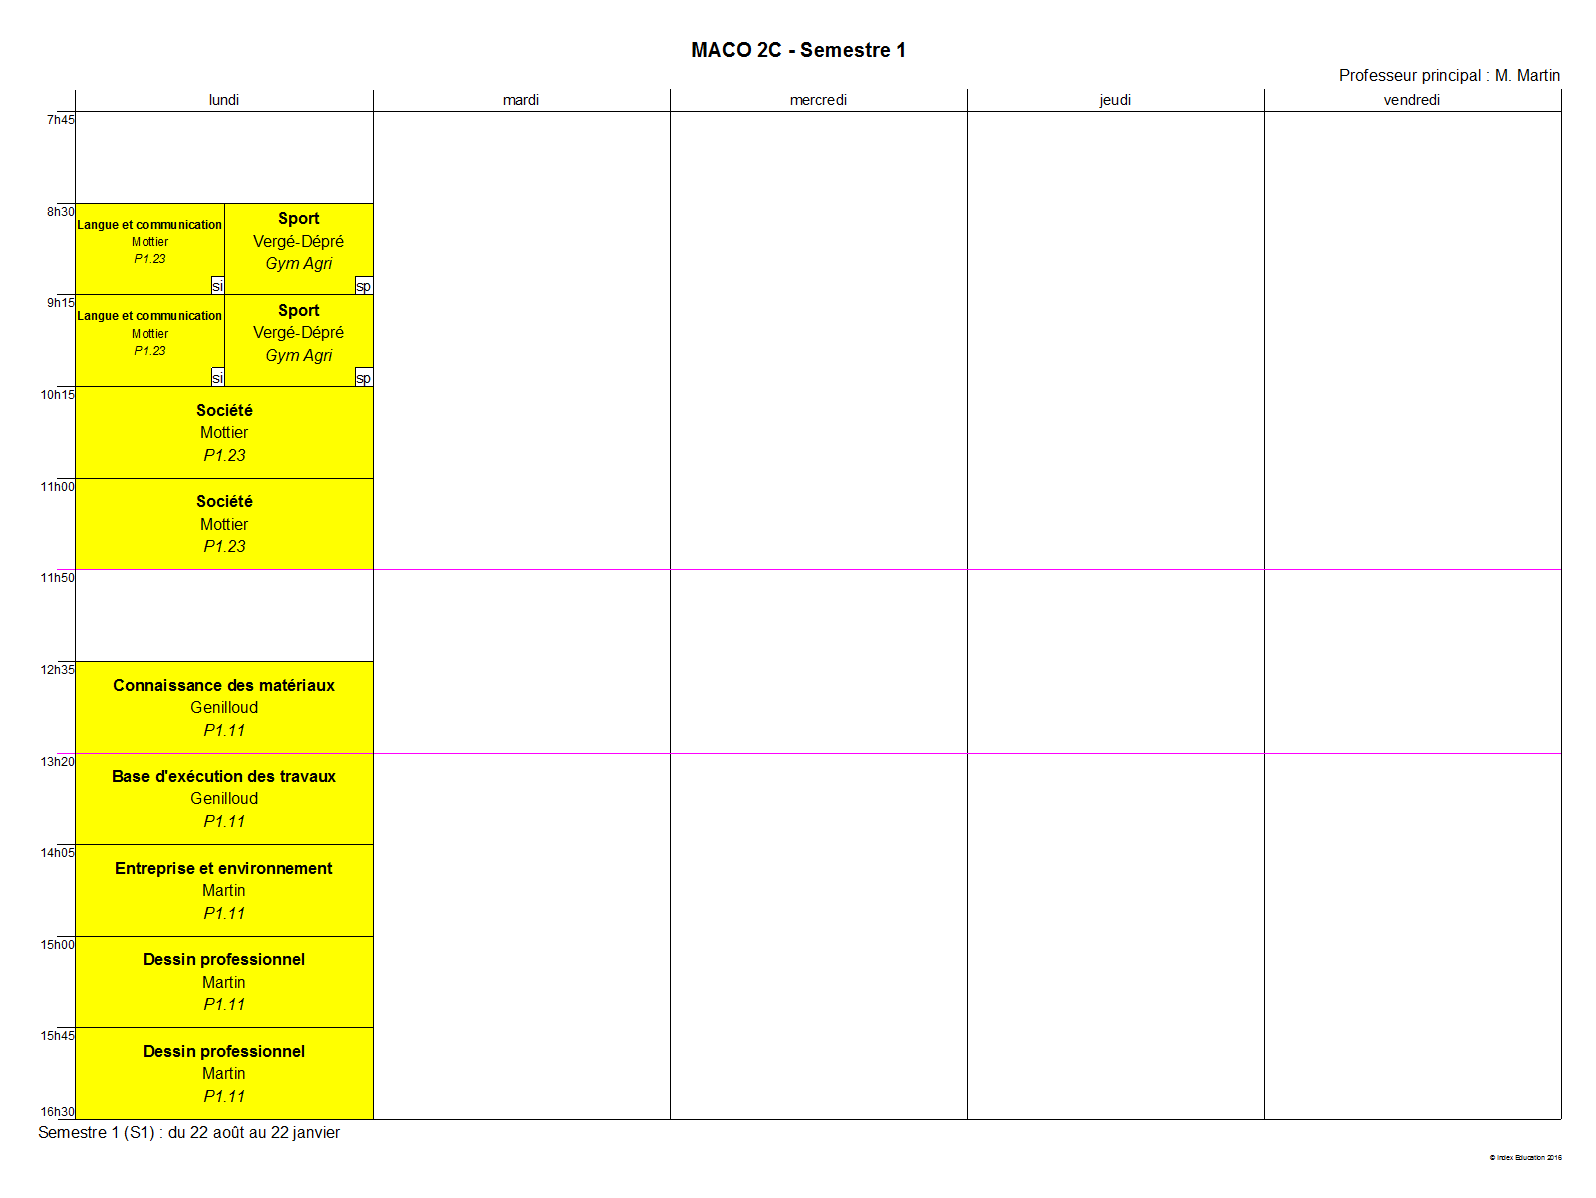 MACO 2C - Semestre 1
Professeur principal : M. Martin
lundi mardi mercredi jeudi vendredi
7h45
8h30
Langue et communication
Mottier
P1.23
si
Sport
Vergé-Dépré
Gym Agri
sp
9h15
Langue et communication
Mottier
P1.23
si
Sport
Vergé-Dépré
Gym Agri
sp
10h15
Société
Mottier
P1.23
11h00
Société
Mottier
P1.23
11h50
12h35
Connaissance des matériaux
Genilloud
P1.11
13h20
Base d'exécution des travaux
Genilloud
P1.11
14h05
Entreprise et environnement
Martin
P1.11
15h00
Dessin professionnel
Martin
P1.11
15h45
Dessin professionnel
Martin
P1.11
16h30
Semestre 1 (S1) : du 22 août au 22 janvier
© Index Education 2016